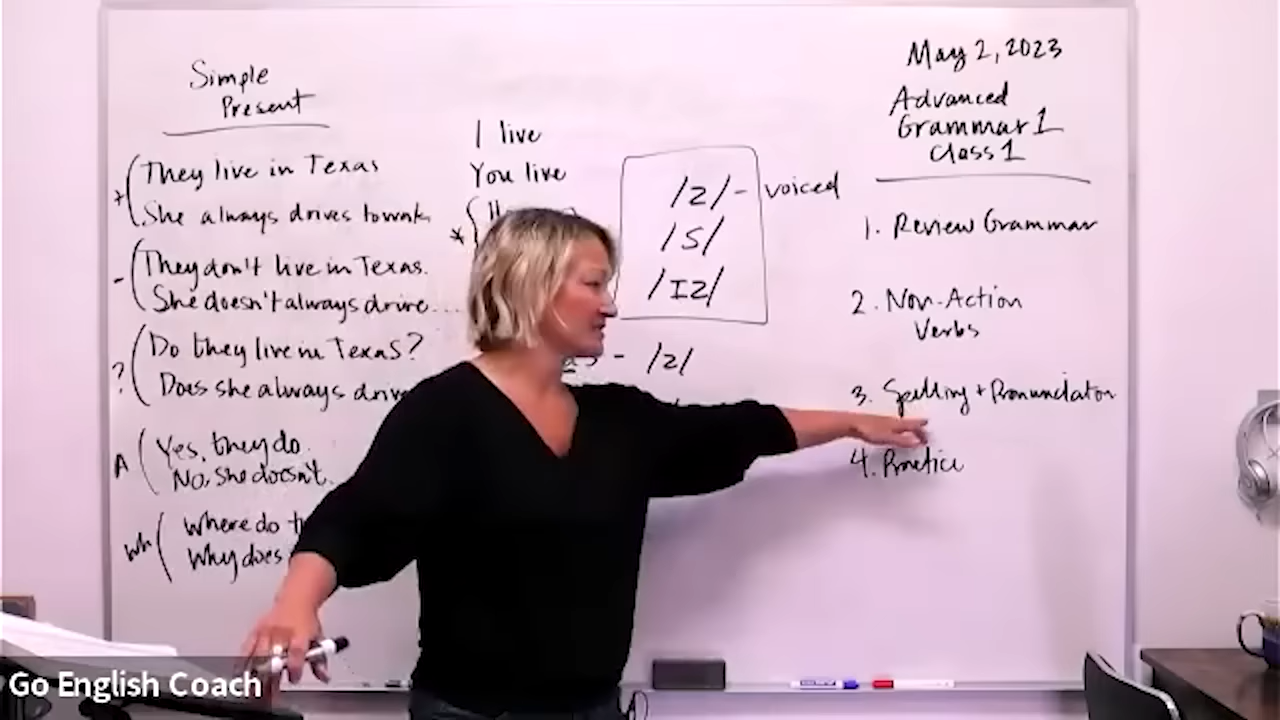 Simple
Present
+ They live in Texas
She always drives to work
- They don't live in Texas.
She doesn't always drive...
? Do they live in Texas?
Does she always driv
A Yes, they do.
No, she doesn't.
Wh Where do
Why does
I live
You live
*
/z/ - voiced
/S/
/IZ/
- /z/
May 2, 2023
Advanced
Grammar 1
Class 1
1. Review Grammar
2. Non-Action
Verbs
3. Spelling + Pronunciation
4. Practice
Go English Coach